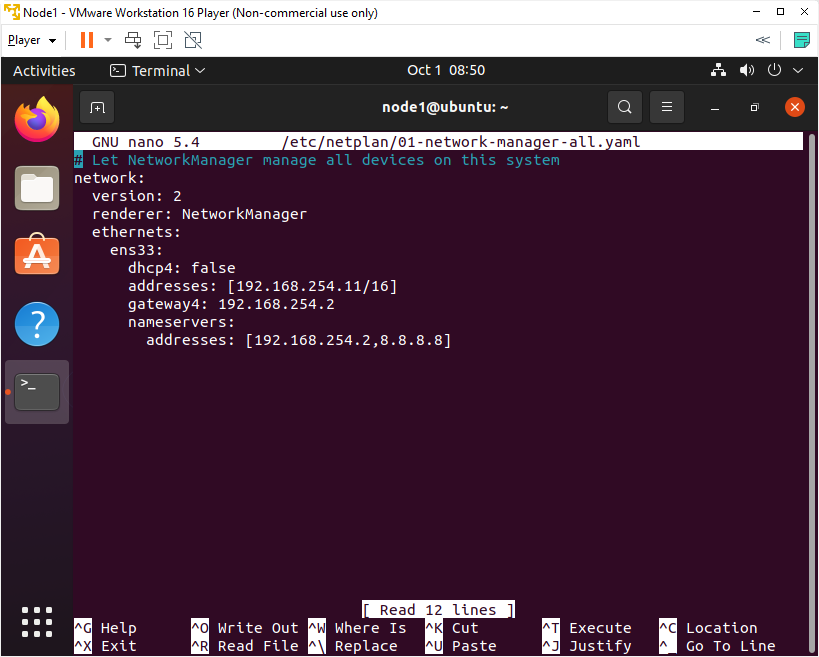 Node1 - VMware Workstation 16 Player (Non-commercial use only)
Player
Activities Terminal Oct 1 08:50
node1@ubuntu: ~
GNU nano 5.4 /etc/netplan/01-network-manager-all.yaml
# Let NetworkManager manage all devices on this system
network:
  version: 2
  renderer: NetworkManager
  ethernets:
    ens33:
      dhcp4: false
      addresses: [192.168.254.11/16]
      gateway4: 192.168.254.2
      nameservers:
        addresses: [192.168.254.2,8.8.8.8]
[ Read 12 lines ]
^G Help ^O Write Out ^W Where Is ^K Cut ^T Execute ^C Location
^X Exit ^R Read File ^\ Replace ^U Paste ^J Justify ^_ Go To Line